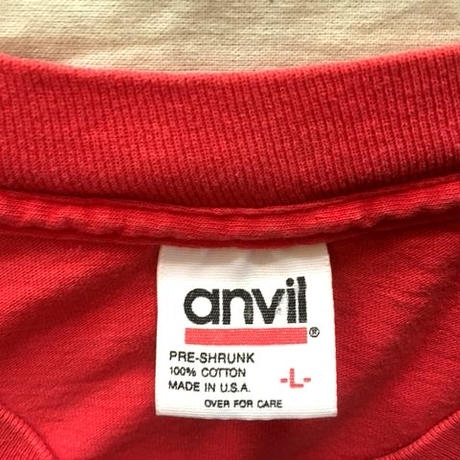 anvil®
PRE-SHRUNK
100% COTTON
MADE IN U.S.A.
-L-
OVER FOR CARE